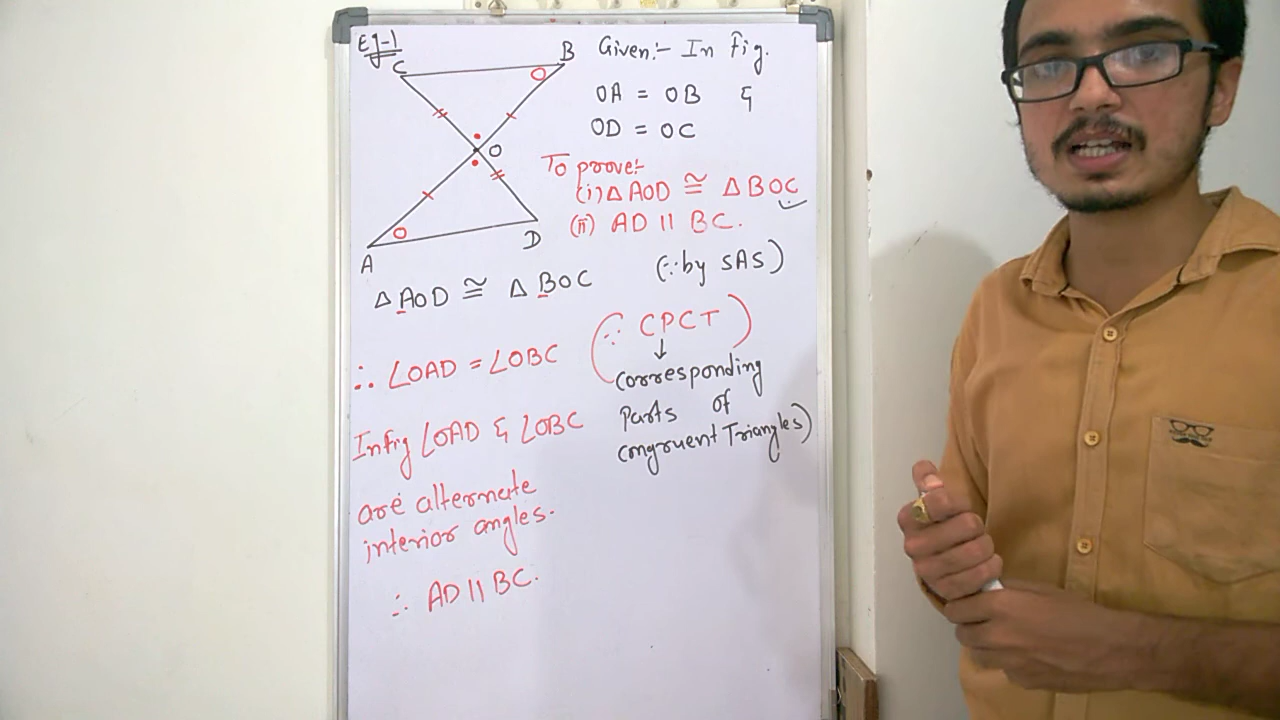 Eg-1
C
B
O
A
D
Given:- In Fig.
OA = OB &
OD = OC
To prove:-
(i) △AOD ≅ △BOC
(ii) AD || BC.
△AOD ≅ △BOC (∵ by SAS)
∴ ∠OAD = ∠OBC (∵ CPCT)
↓
Corresponding
Parts of
congruent Triangles)
In fig ∠OAD & ∠OBC
are alternate
interior angles.
∴ AD || BC.